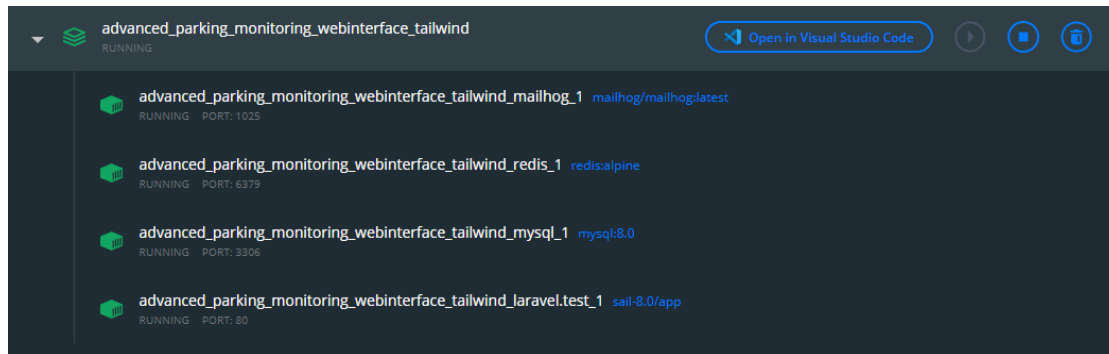 advanced_parking_monitoring_webinterface_tailwind
RUNNING
Open in Visual Studio Code
advanced_parking_monitoring_webinterface_tailwind_mailhog_1 mailhog/mailhog:latest
RUNNING PORT: 1025
advanced_parking_monitoring_webinterface_tailwind_redis_1 redis:alpine
RUNNING PORT: 6379
advanced_parking_monitoring_webinterface_tailwind_mysql_1 mysql:8.0
RUNNING PORT: 3306
advanced_parking_monitoring_webinterface_tailwind_laravel.test_1 sail-8.0/app
RUNNING PORT: 80